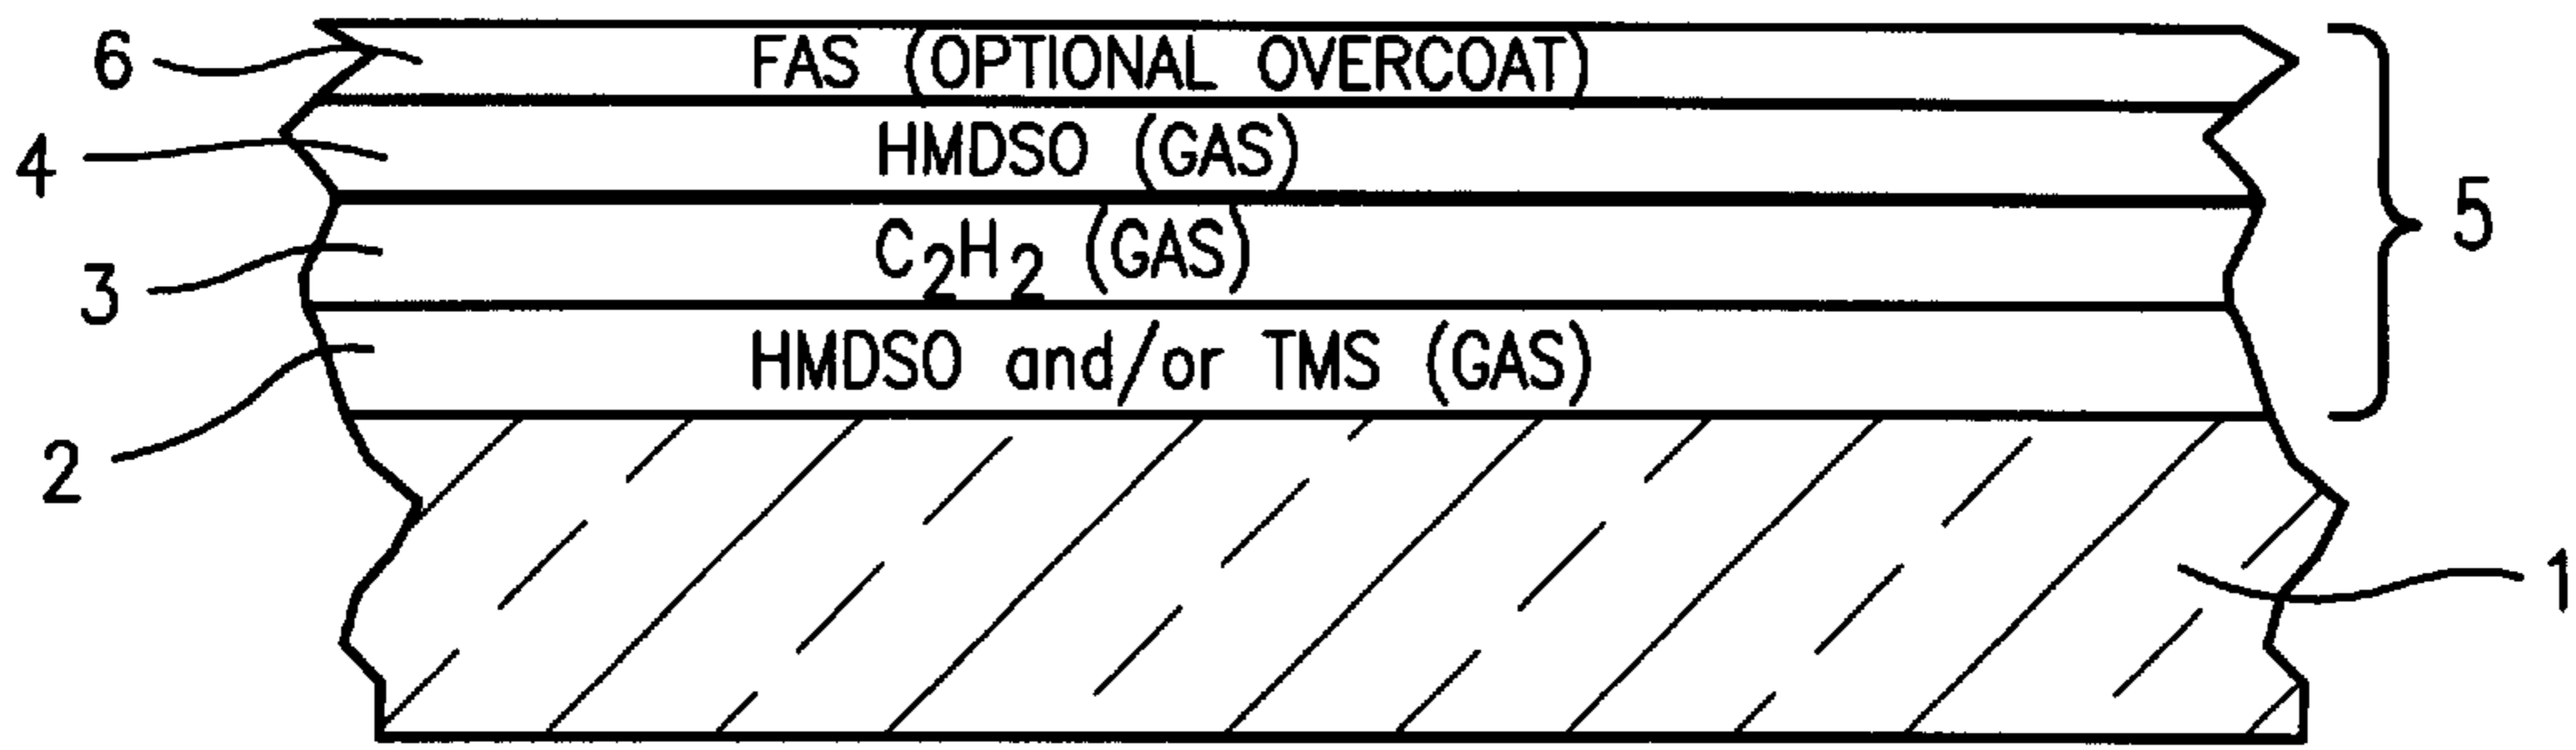 6 FAS (OPTIONAL OVERCOAT)
4 HMDSO (GAS)
5
3 C₂H₂ (GAS)
2 HMDSO and/or TMS (GAS)
1